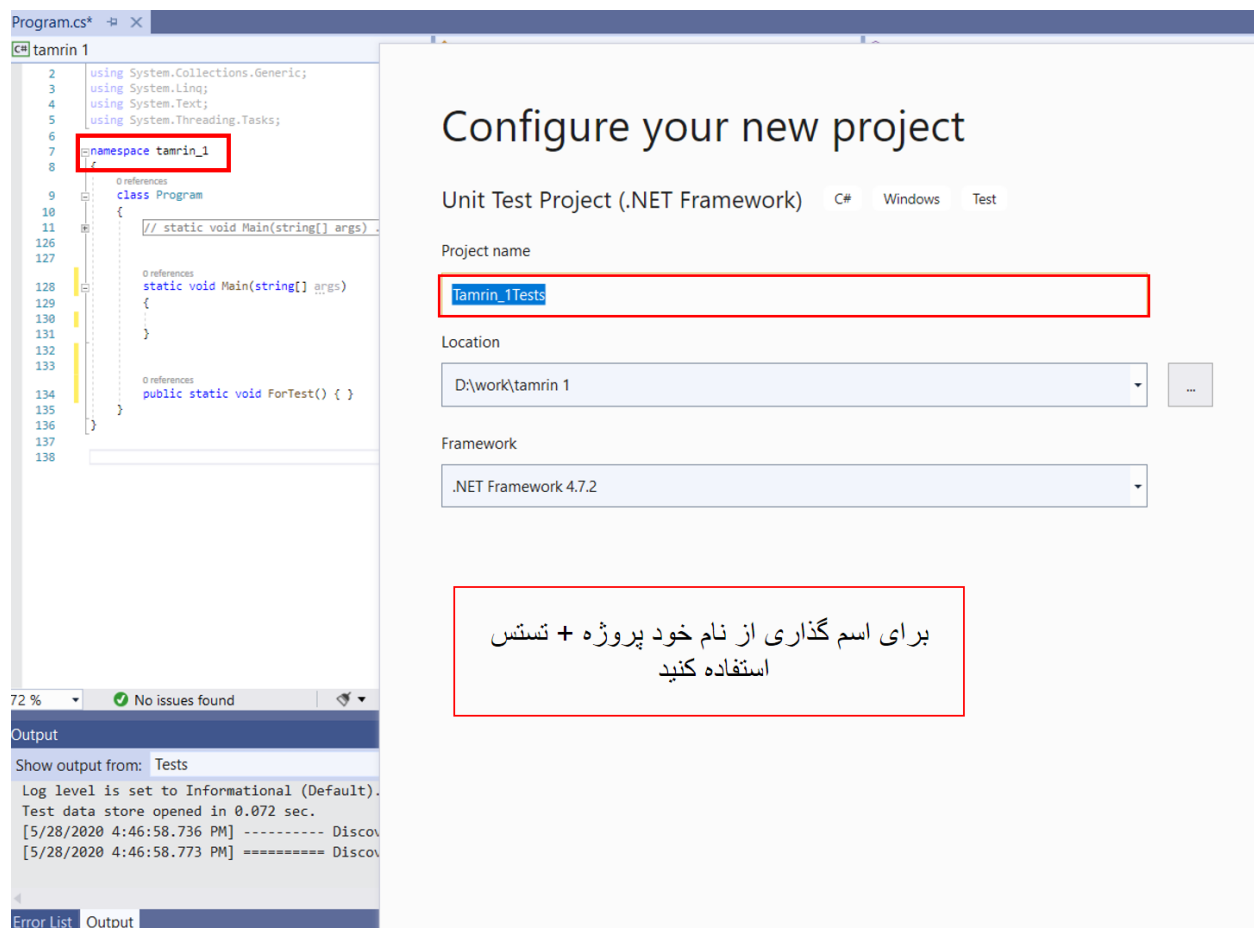 Program.cs*
C# tamrin 1
2 using System.Collections.Generic;
3 using System.Linq;
4 using System.Text;
5 using System.Threading.Tasks;
6
7 namespace tamrin_1
8 {
0 references
9 class Program
10 {
11 // static void Main(string[] args) .
126
127
0 references
128 static void Main(string[] args)
129 {
130
131 }
132
133
0 references
134 public static void ForTest() { }
135 }
136 }
137
138
72 %
No issues found
Output
Show output from: Tests
Log level is set to Informational (Default).
Test data store opened in 0.072 sec.
[5/28/2020 4:46:58.736 PM] ---------- Discov
[5/28/2020 4:46:58.773 PM] ========== Discov
Error List Output
Configure your new project
Unit Test Project (.NET Framework) C# Windows Test
Project name
Tamrin_1Tests
Location
D:\work\tamrin 1
...
Framework
.NET Framework 4.7.2
برای اسم گذاری از نام خود پروژه + تستس
استفاده کنید